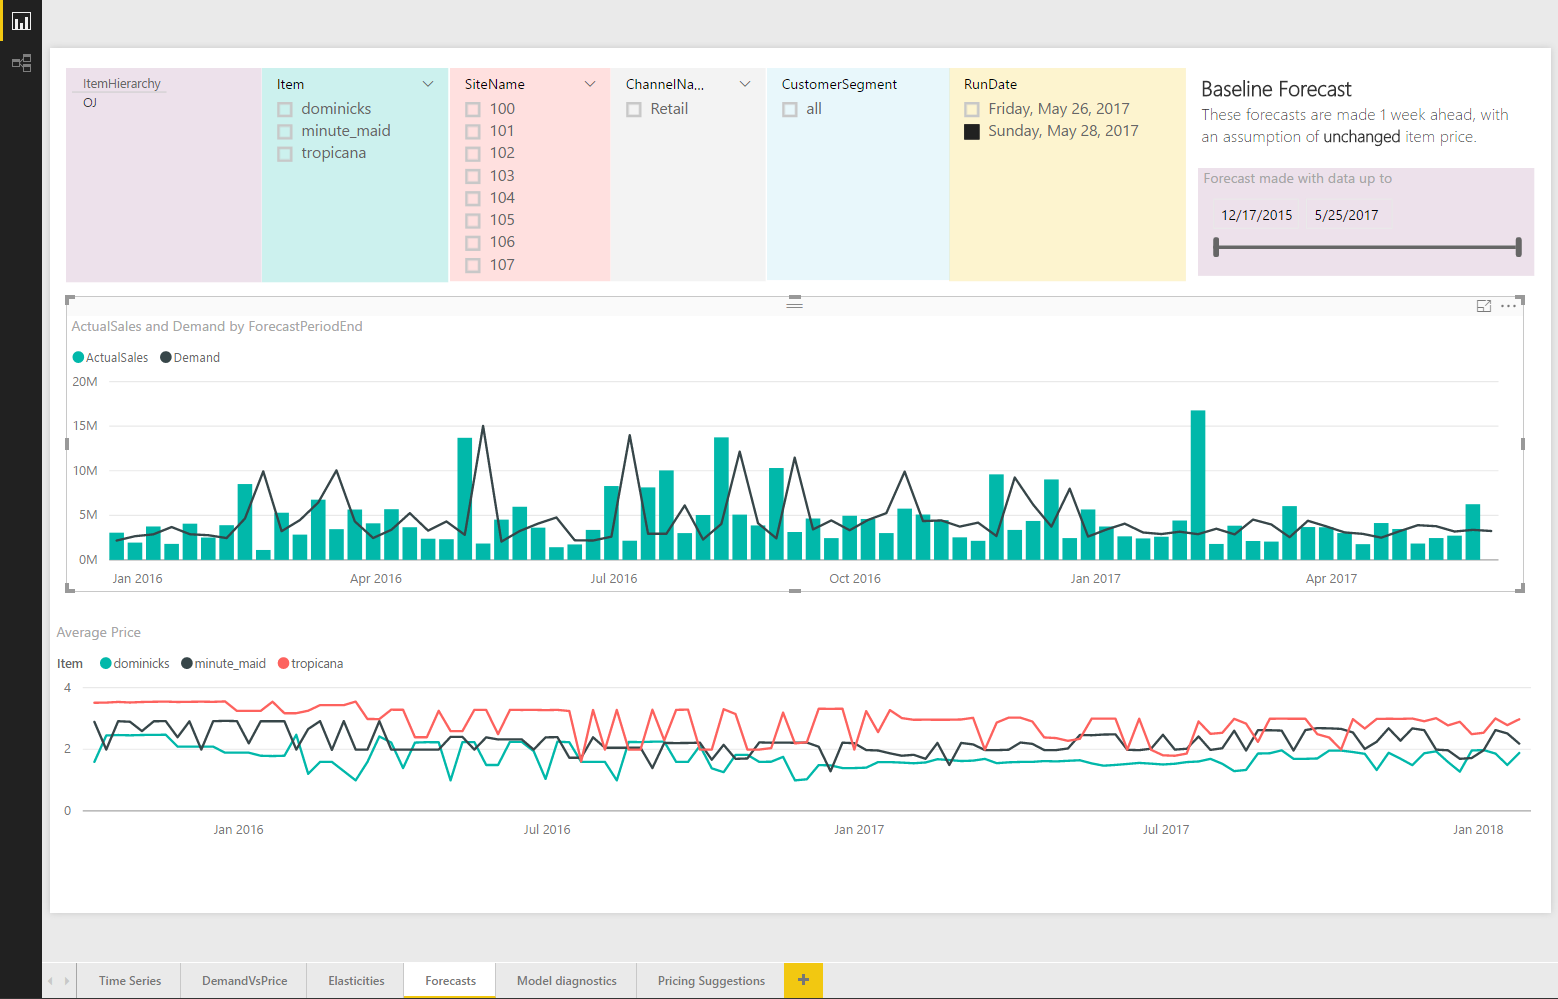 ItemHierarchy
OJ
Item
dominicks
minute_maid
tropicana
SiteName
100
101
102
103
104
105
106
107
ChannelNa...
Retail
CustomerSegment
all
RunDate
Friday, May 26, 2017
Sunday, May 28, 2017
Baseline Forecast
These forecasts are made 1 week ahead, with
an assumption of unchanged item price.
Forecast made with data up to
12/17/2015 5/25/2017
ActualSales and Demand by ForecastPeriodEnd
ActualSales Demand
20M
15M
10M
5M
0M
Jan 2016 Apr 2016 Jul 2016 Oct 2016 Jan 2017 Apr 2017
Average Price
Item dominicks minute_maid tropicana
4
2
0
Jan 2016 Jul 2016 Jan 2017 Jul 2017 Jan 2018
Time Series DemandVsPrice Elasticities Forecasts Model diagnostics Pricing Suggestions +